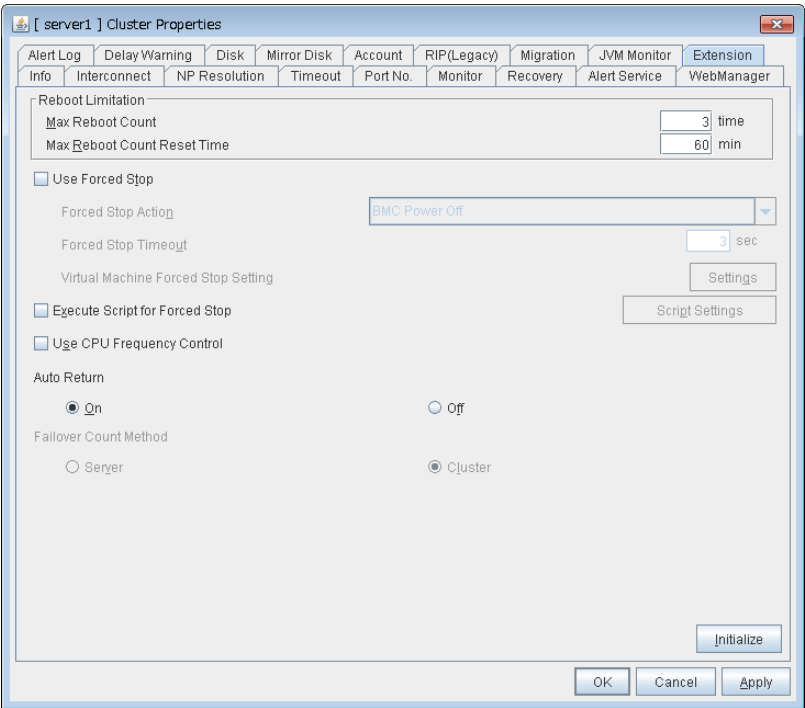 [ server1 ] Cluster Properties
Alert Log Delay Warning Disk Mirror Disk Account RIP(Legacy) Migration JVM Monitor Extension
Info Interconnect NP Resolution Timeout Port No. Monitor Recovery Alert Service WebManager
Reboot Limitation
Max Reboot Count 3 time
Max Reboot Count Reset Time 60 min
Use Forced Stop
Forced Stop Action BMC Power Off
Forced Stop Timeout 3 sec
Virtual Machine Forced Stop Setting Settings
Execute Script for Forced Stop Script Settings
Use CPU Frequency Control
Auto Return
On Off
Failover Count Method
Server Cluster
Initialize
OK Cancel Apply